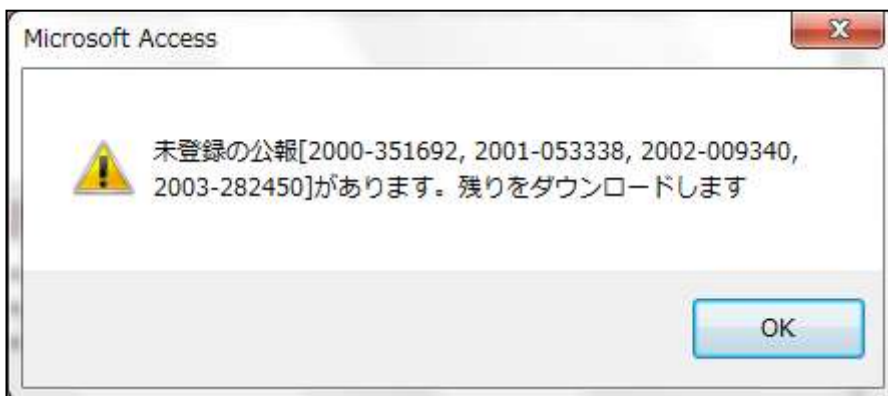 Microsoft Access
未登録の公報[2000-351692, 2001-053338, 2002-009340,
2003-282450]があります。残りをダウンロードします
OK